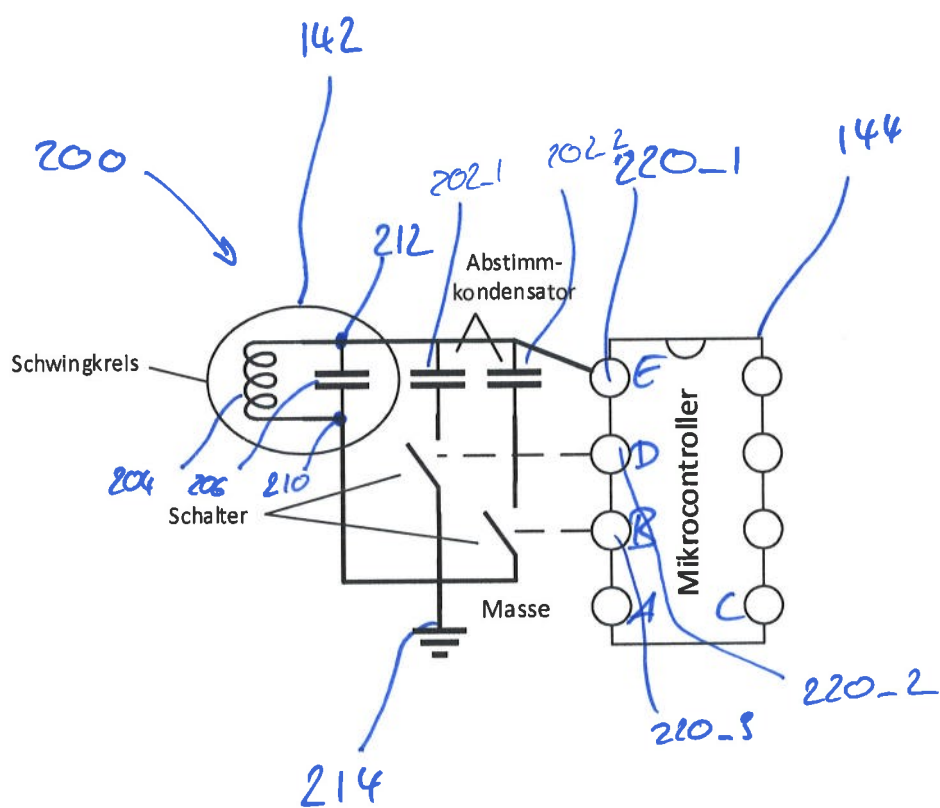 142
200
144
202_1
202_2
220_1
212
Abstimm-
kondensator
Schwingkreis
E
D
B
A
C
Mikrocontroller
204
206
210
Schalter
Masse
220_2
220_3
214